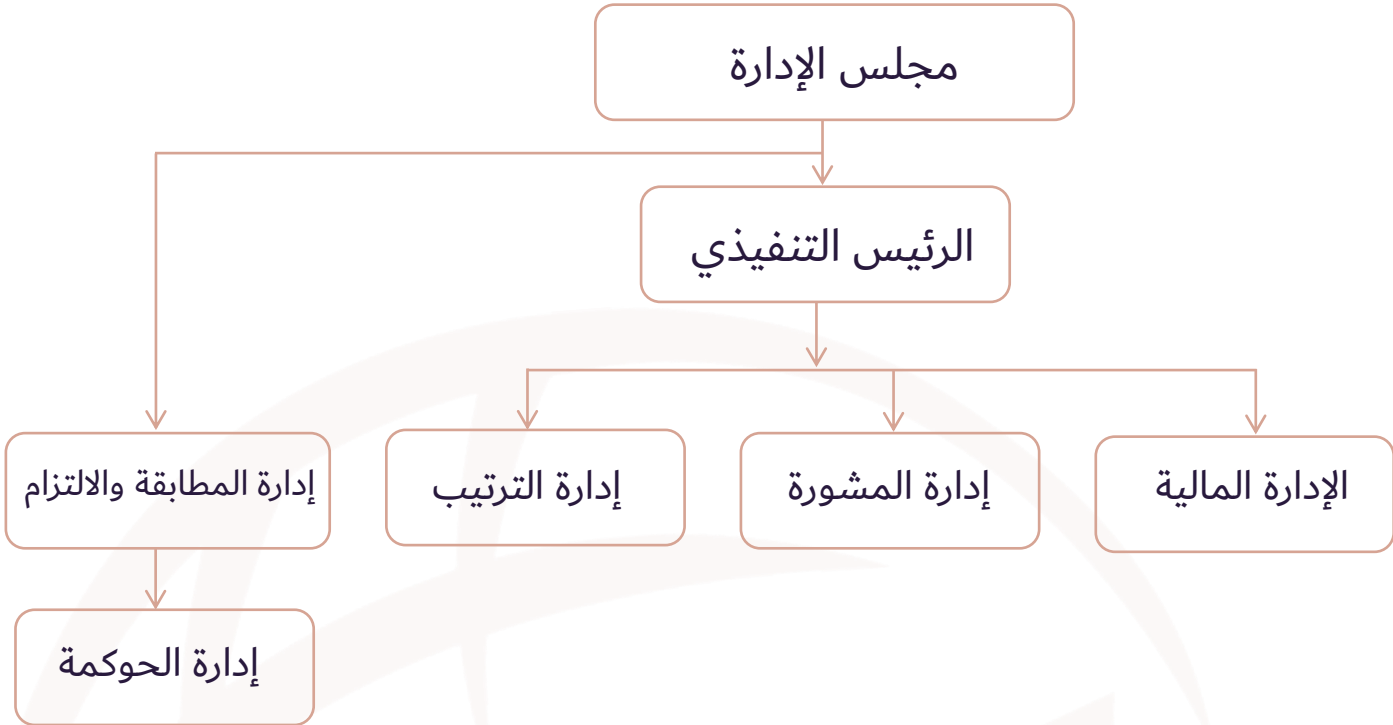 مجلس الإدارة
الرئيس التنفيذي
الإدارة المالية
إدارة المشورة
إدارة الترتيب
إدارة المطابقة والالتزام
إدارة الحوكمة